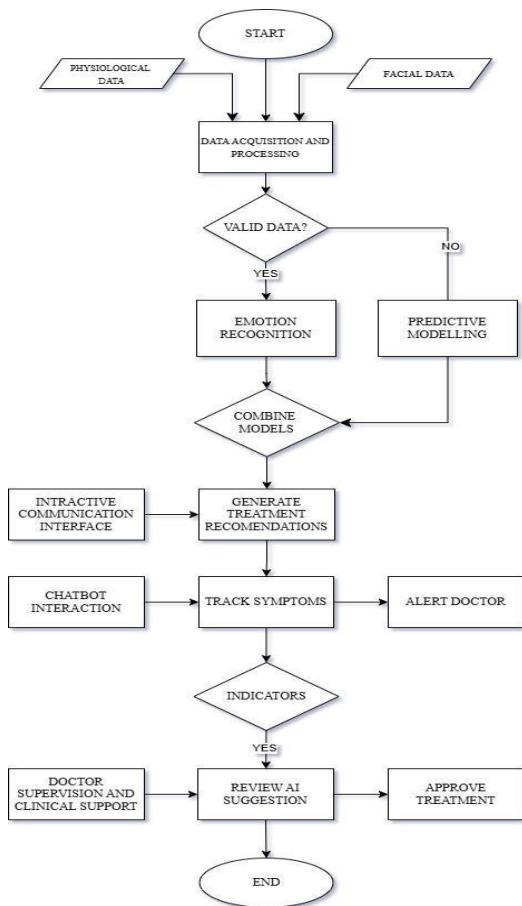 START
PHYSIOLOGICAL
DATA
FACIAL DATA
DATA ACQUISITION AND
PROCESSING
VALID DATA?
NO
YES
EMOTION
RECOGNITION
PREDICTIVE
MODELLING
COMBINE
MODELS
INTRACTIVE
COMMUNICATION
INTERFACE
GENERATE
TREATMENT
RECOMENDATIONS
CHATBOT
INTERACTION
TRACK SYMPTOMS
ALERT DOCTOR
INDICATORS
YES
DOCTOR
SUPERVISION AND
CLINICAL SUPPORT
REVIEW AI
SUGGESTION
APPROVE
TREATMENT
END